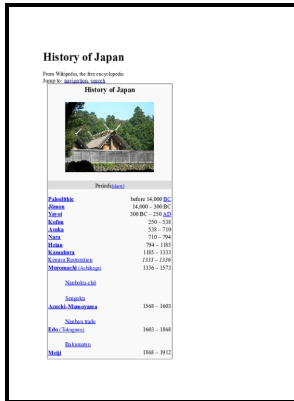 History of Japan
From Wikipedia, the free encyclopedia
Jump to: navigation, search
History of Japan
Periods[show]
Paleolithic before 14,000 BC
Jōmon 14,000 – 300 BC
Yayoi 300 BC – 250 AD
Kofun 250 – 538
Asuka 538 – 710
Nara 710 – 794
Heian 794 – 1185
Kamakura 1185 – 1333
Kenmu Restoration 1333 – 1336
Muromachi (Ashikaga) 1336 – 1573
Nanboku-chō
Sengoku
Azuchi–Momoyama 1568 – 1603
Nanban trade
Edo (Tokugawa) 1603 – 1868
Bakumatsu
Meiji 1868 – 1912